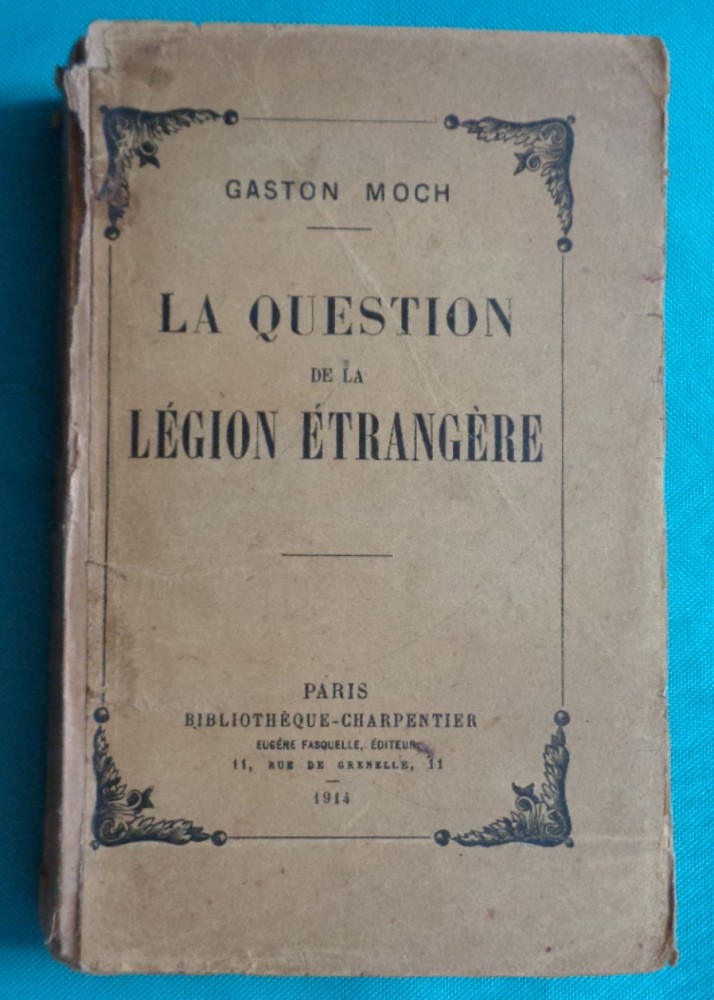 GASTON MOCH
LA QUESTION
DE LA
LÉGION ÉTRANGÈRE
PARIS
BIBLIOTHÈQUE-CHARPENTIER
EUGÈNE FASQUELLE, ÉDITEUR
11, RUE DE GRENELLE, 11
1914